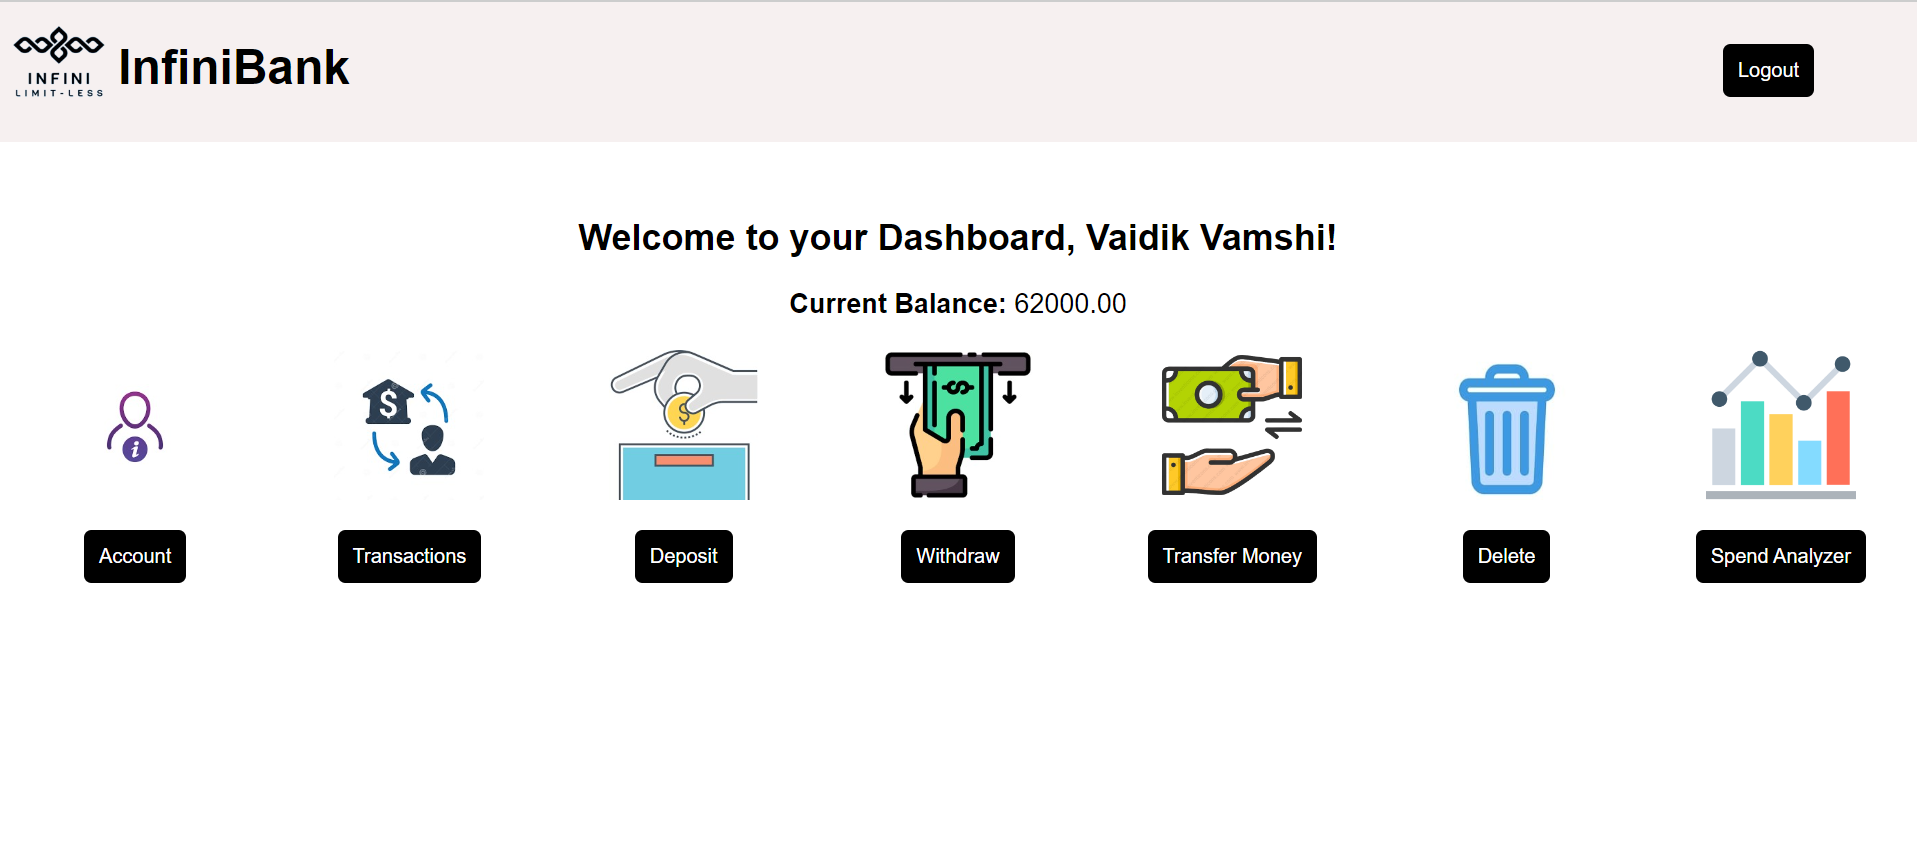 INFINI
LIMIT-LESS
InfiniBank
Logout
Welcome to your Dashboard, Vaidik Vamshi!
Current Balance: 62000.00
$
i
$
$
Account
Transactions
Deposit
Withdraw
Transfer Money
Delete
Spend Analyzer